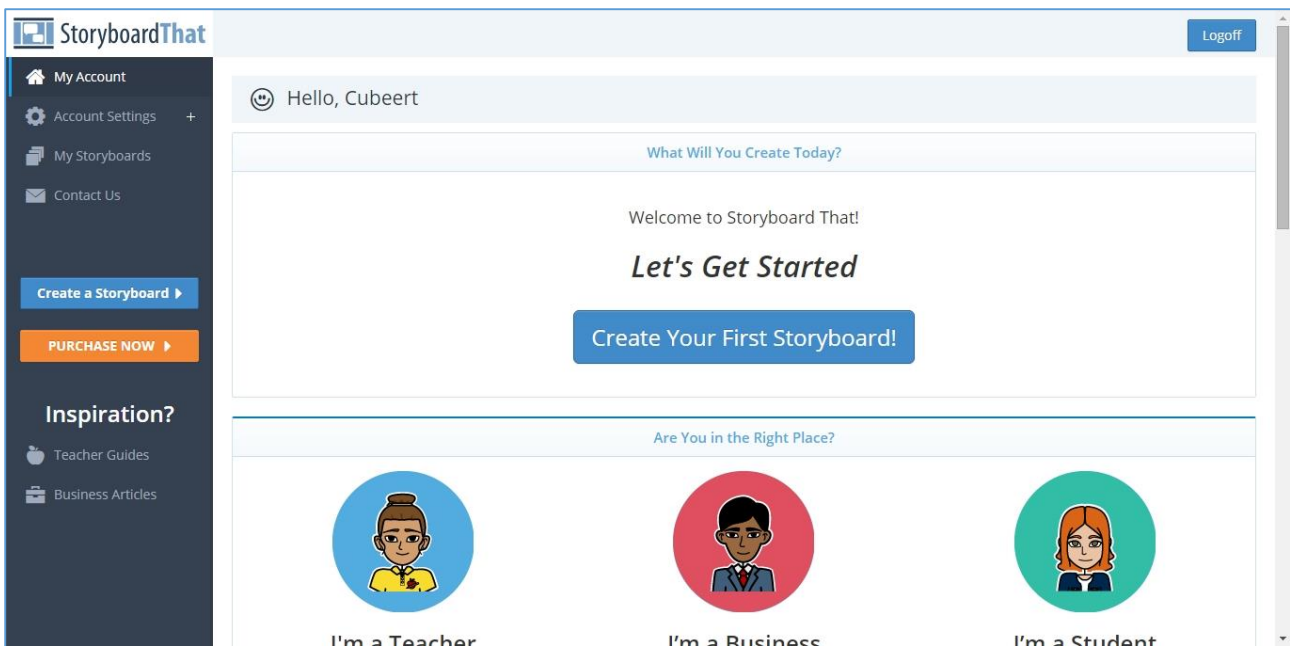 StoryboardThat
Logoff
My Account
Account Settings +
My Storyboards
Contact Us
Create a Storyboard
PURCHASE NOW
Inspiration?
Teacher Guides
Business Articles
Hello, Cubeert
What Will You Create Today?
Welcome to Storyboard That!
Let's Get Started
Create Your First Storyboard!
Are You in the Right Place?
I'm a Teacher
I'm a Business
I'm a Student